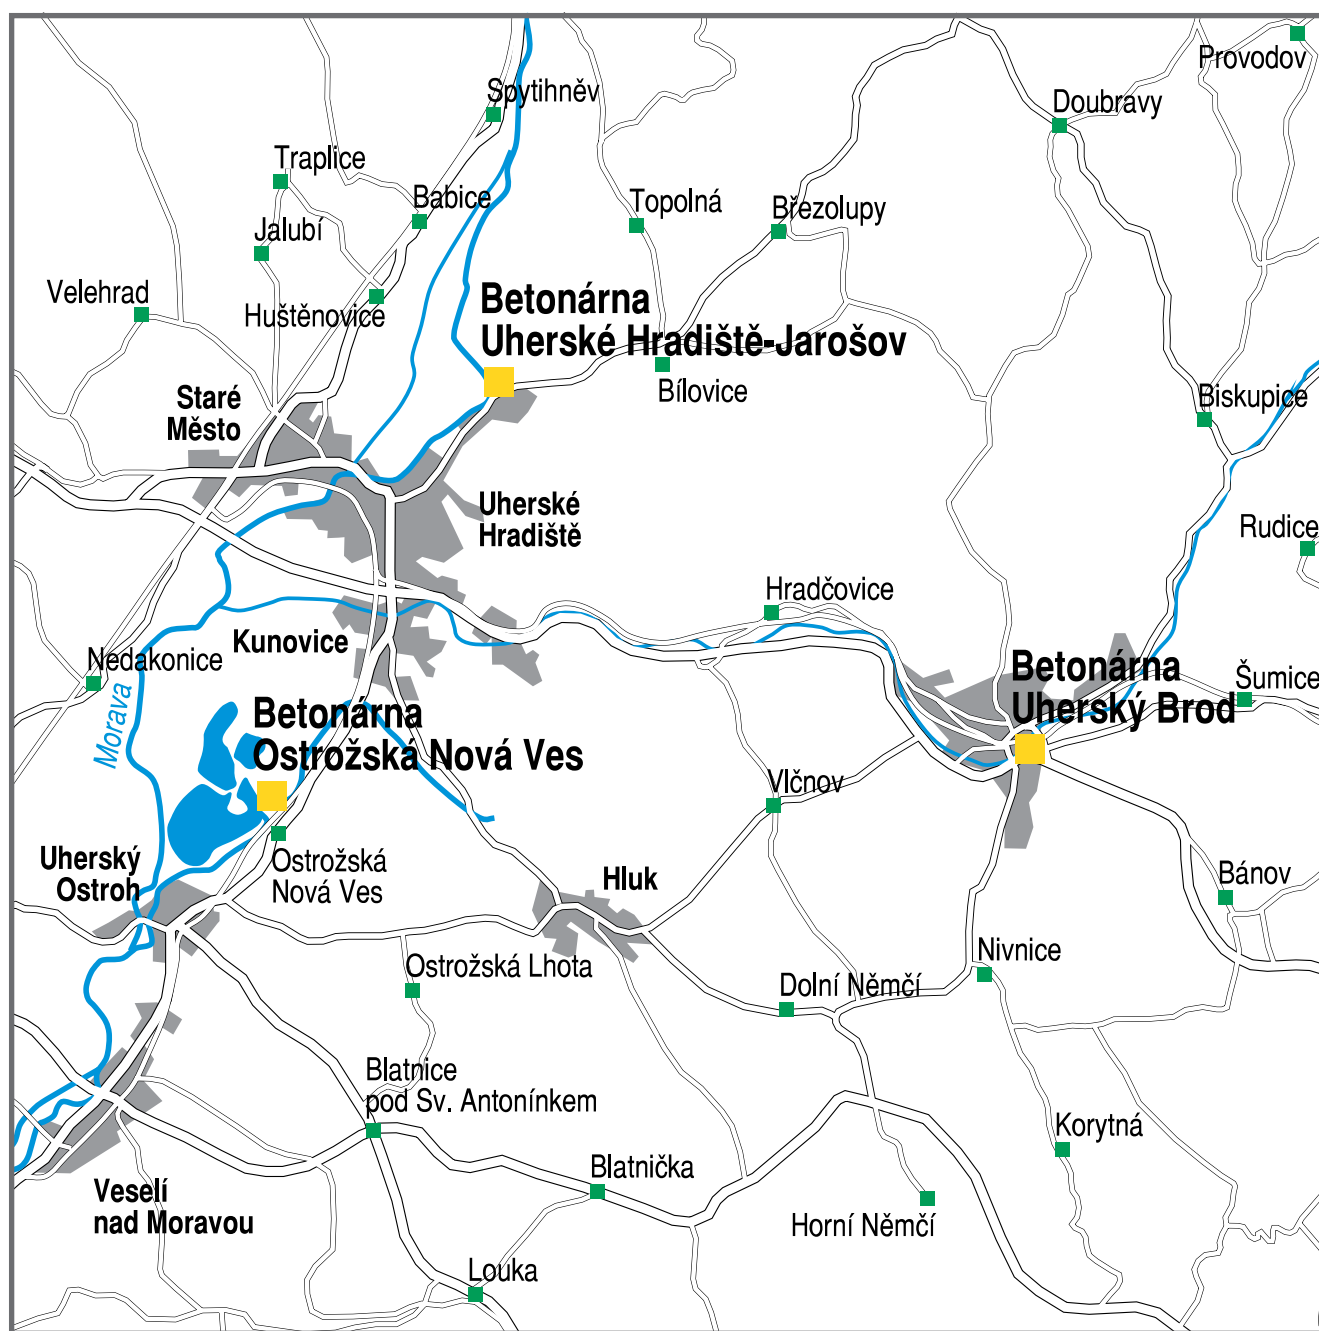 Provodov
Spytihněv
Doubravy
Traplice
Babice
Topolná
Březolupy
Jalubí
Velehrad
Huštěnovice
Betonárna
Uherské Hradiště-Jarošov
Bílovice
Staré
Město
Biskupice
Uherské
Hradiště
Rudice
Hradčovice
Kunovice
Nedakonice
Morava
Betonárna
Uherský Brod
Šumice
Betonárna
Ostrožská Nová Ves
Vlčnov
Uherský
Ostroh
Ostrožská
Nová Ves
Hluk
Bánov
Ostrožská Lhota
Nivnice
Dolní Němčí
Blatnice
pod Sv. Antonínkem
Korytná
Blatnička
Veselí
nad Moravou
Horní Němčí
Louka